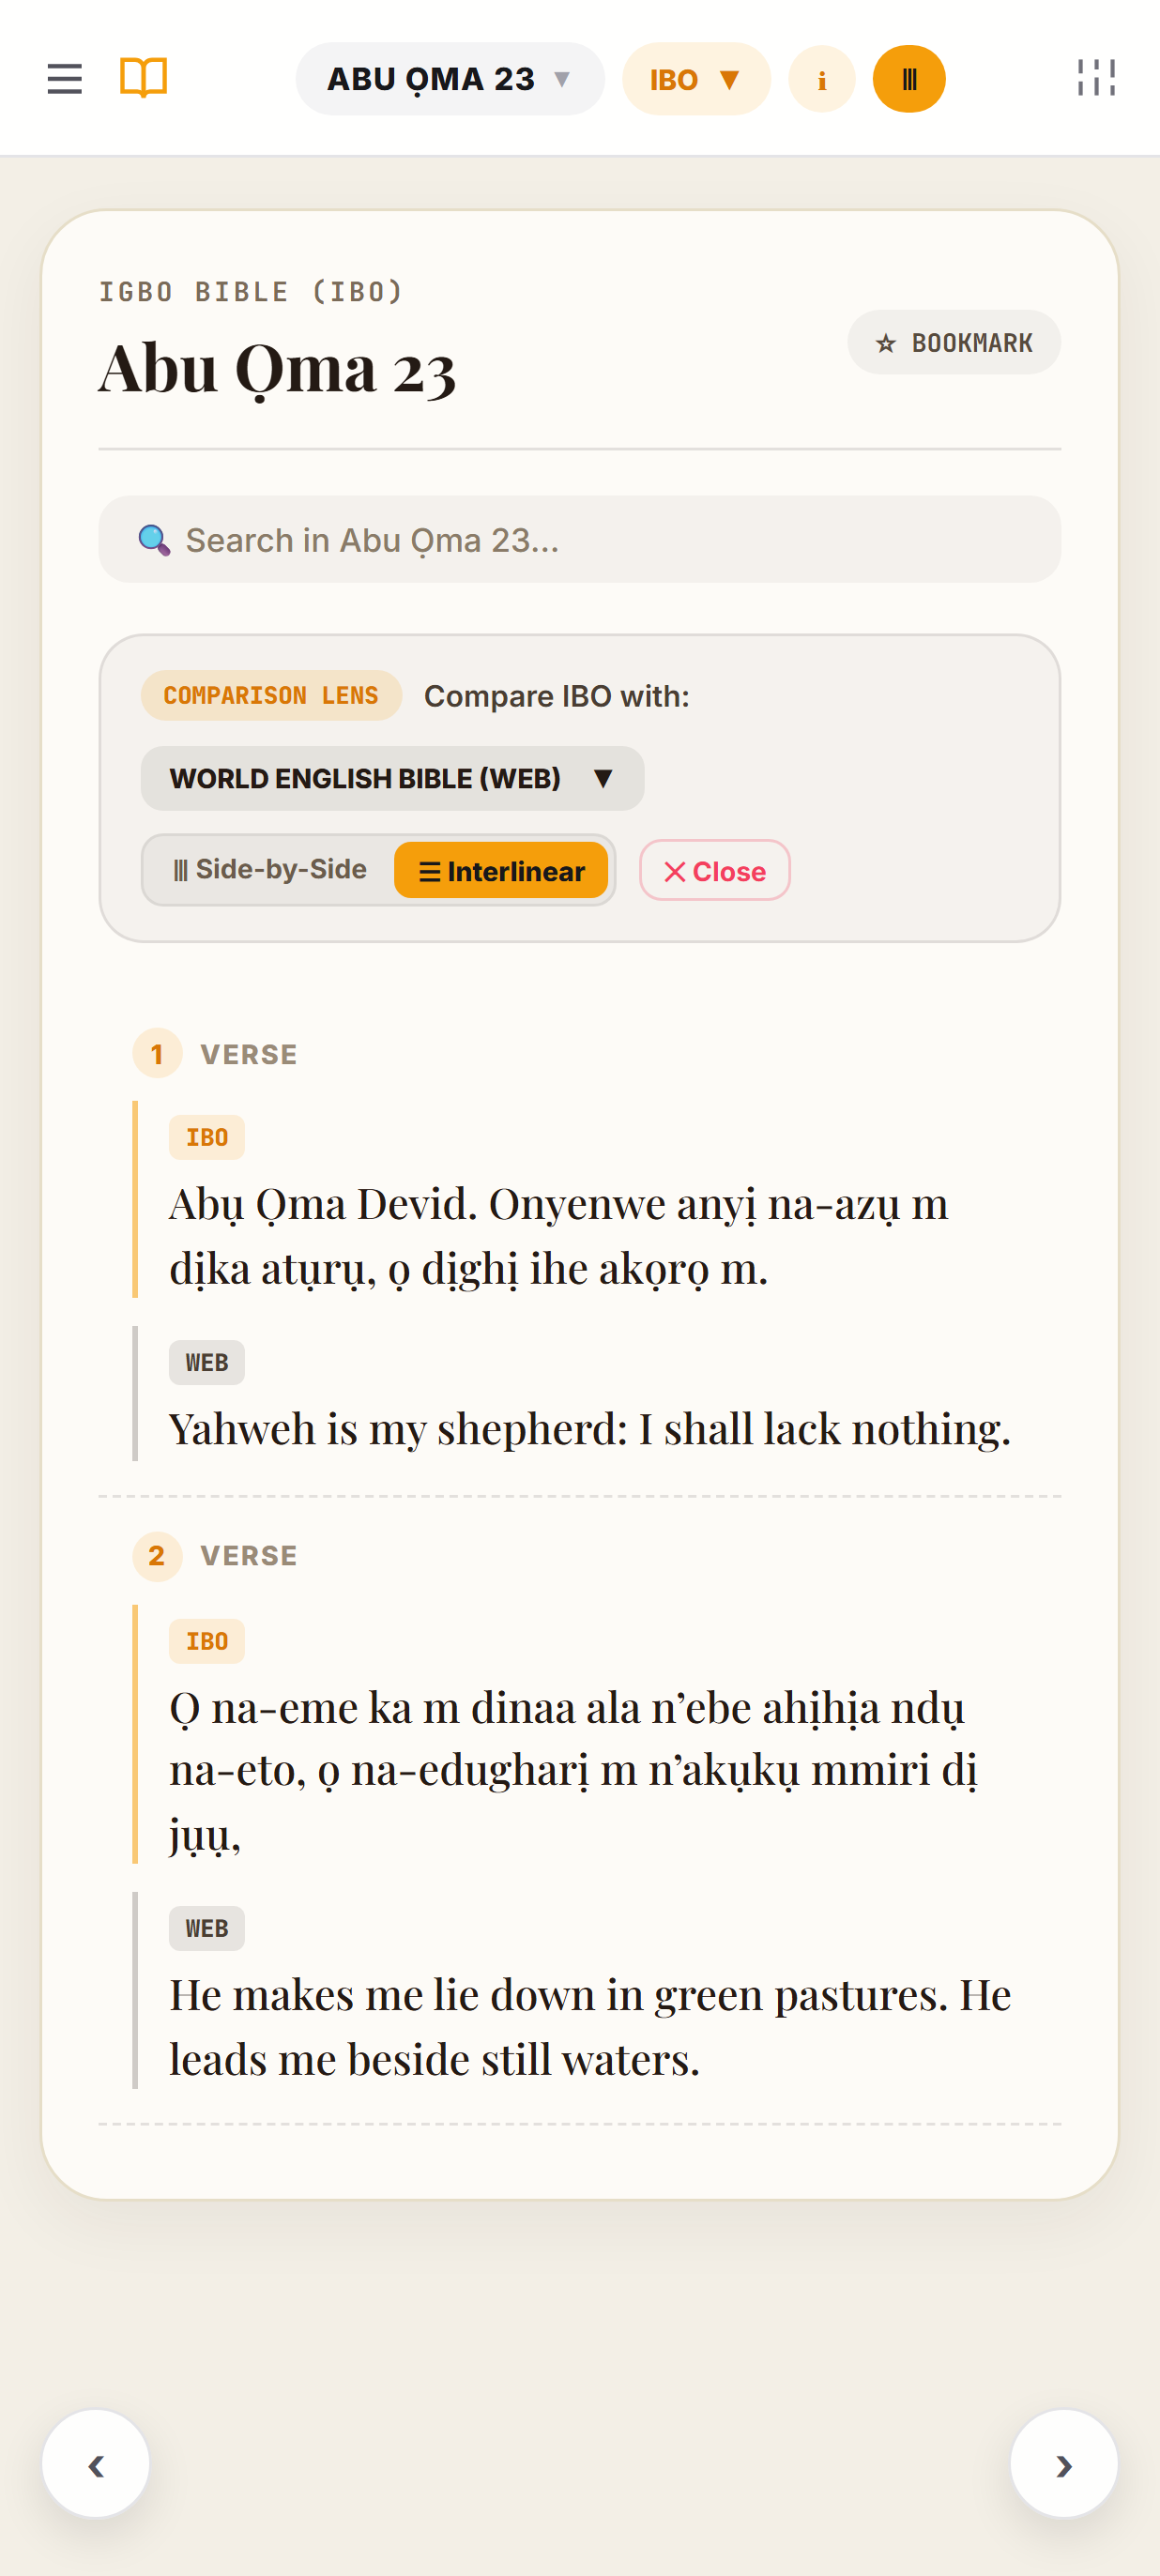 ABU ỌMA 23 ▼ IBO ▼ i
IGBO BIBLE (IBO)
Abu Ọma 23
☆ BOOKMARK
Search in Abu Ọma 23...
COMPARISON LENS Compare IBO with:
WORLD ENGLISH BIBLE (WEB) ▼
Side-by-Side Interlinear Close
1 VERSE
IBO
Abụ Ọma Devid. Onyenwe anyị na-azụ m
dịka atụrụ, ọ dịghị ihe akọrọ m.
WEB
Yahweh is my shepherd: I shall lack nothing.
2 VERSE
IBO
Ọ na-eme ka m dinaa ala n’ebe ahịhịa ndụ
na-eto, ọ na-edugharị m n’akụkụ mmiri dị
jụụ,
WEB
He makes me lie down in green pastures. He
leads me beside still waters.